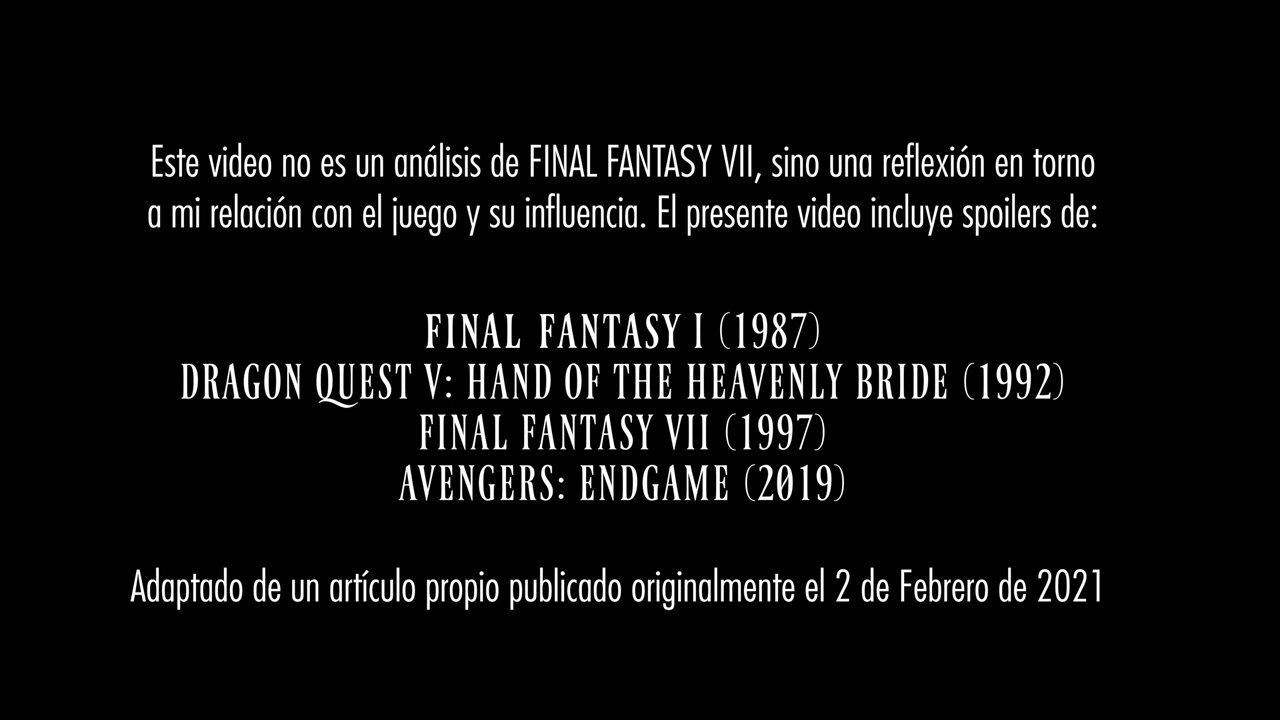 Este video no es un análisis de FINAL FANTASY VII, sino una reflexión en torno
a mi relación con el juego y su influencia. El presente video incluye spoilers de:
FINAL FANTASY I (1987)
DRAGON QUEST V: HAND OF THE HEAVENLY BRIDE (1992)
FINAL FANTASY VII (1997)
AVENGERS: ENDGAME (2019)
Adaptado de un artículo propio publicado originalmente el 2 de Febrero de 2021